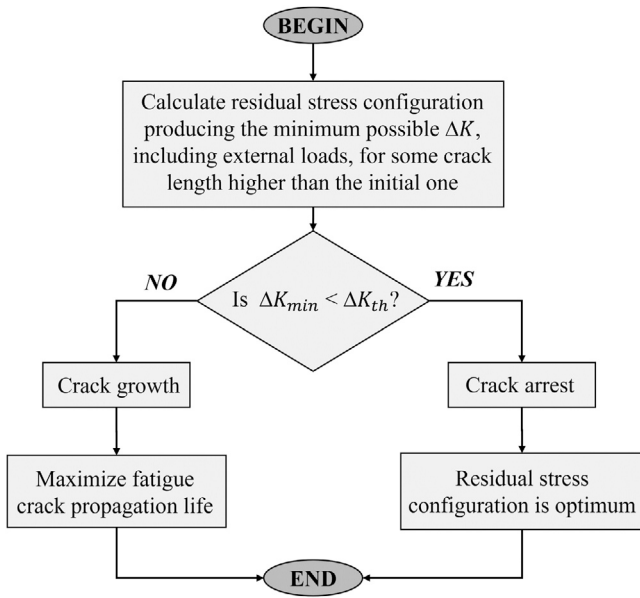 BEGIN
Calculate residual stress configuration
producing the minimum possible ΔK,
including external loads, for some crack
length higher than the initial one
Is ΔKmin < ΔKth?
NO
YES
Crack growth
Crack arrest
Maximize fatigue
crack propagation life
Residual stress
configuration is optimum
END